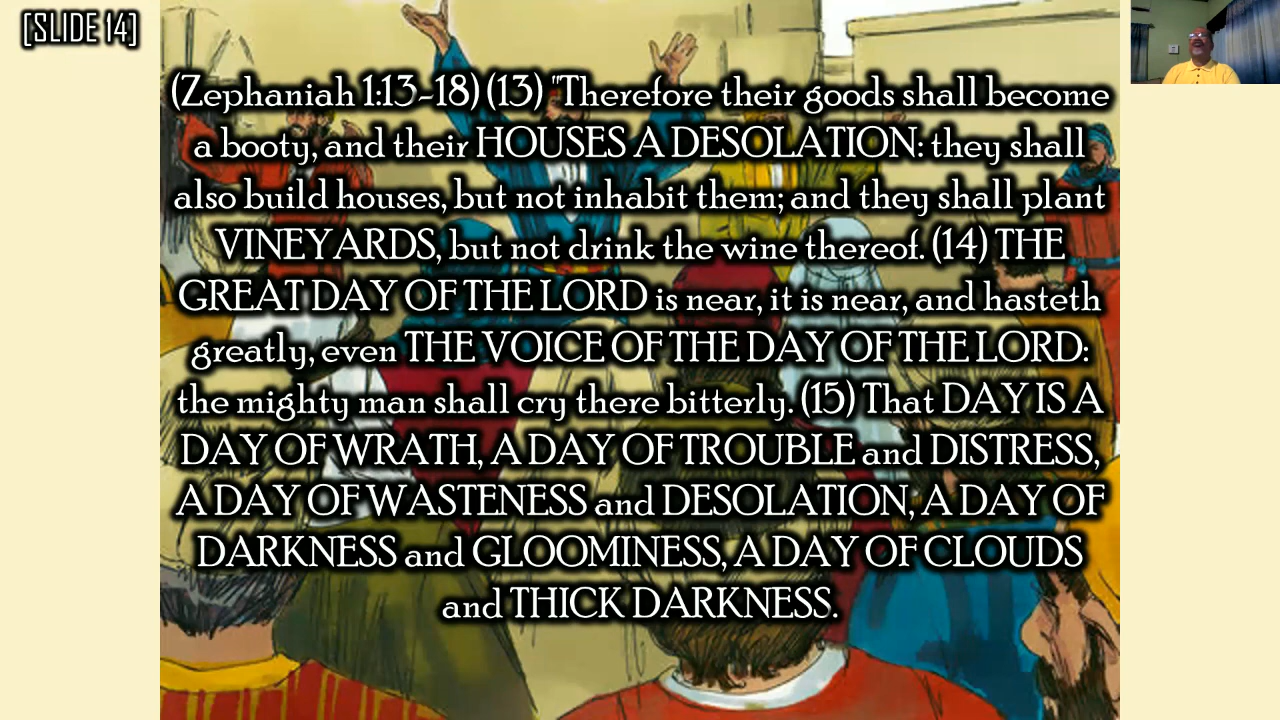 [SLIDE 14]
(Zephaniah 1:13-18) (13) "Therefore their goods shall become
a booty, and their HOUSES A DESOLATION: they shall
also build houses, but not inhabit them; and they shall plant
VINEYARDS, but not drink the wine thereof. (14) THE
GREAT DAY OF THE LORD is near, it is near, and hasteth
greatly, even THE VOICE OF THE DAY OF THE LORD:
the mighty man shall cry there bitterly. (15) That DAY IS A
DAY OF WRATH, A DAY OF TROUBLE and DISTRESS,
A DAY OF WASTENESS and DESOLATION, A DAY OF
DARKNESS and GLOOMINESS, A DAY OF CLOUDS
and THICK DARKNESS.